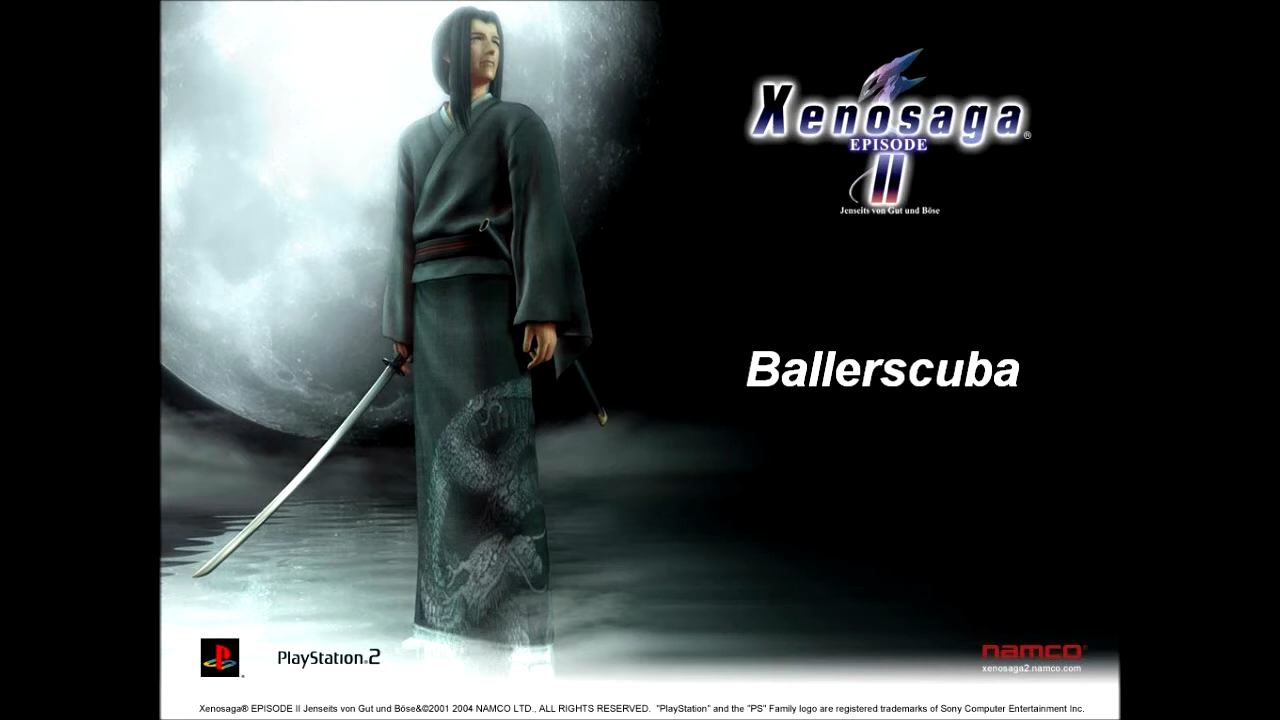 Xenosaga®
EPISODE
II
Jenseits von Gut und Böse
Ballerscuba
PlayStation®2
namco®
xenosaga2.namco.com
Xenosaga® EPISODE II Jenseits von Gut und Böse&©2001 2004 NAMCO LTD., ALL RIGHTS RESERVED. "PlayStation" and the "PS" Family logo are registered trademarks of Sony Computer Entertainment Inc.